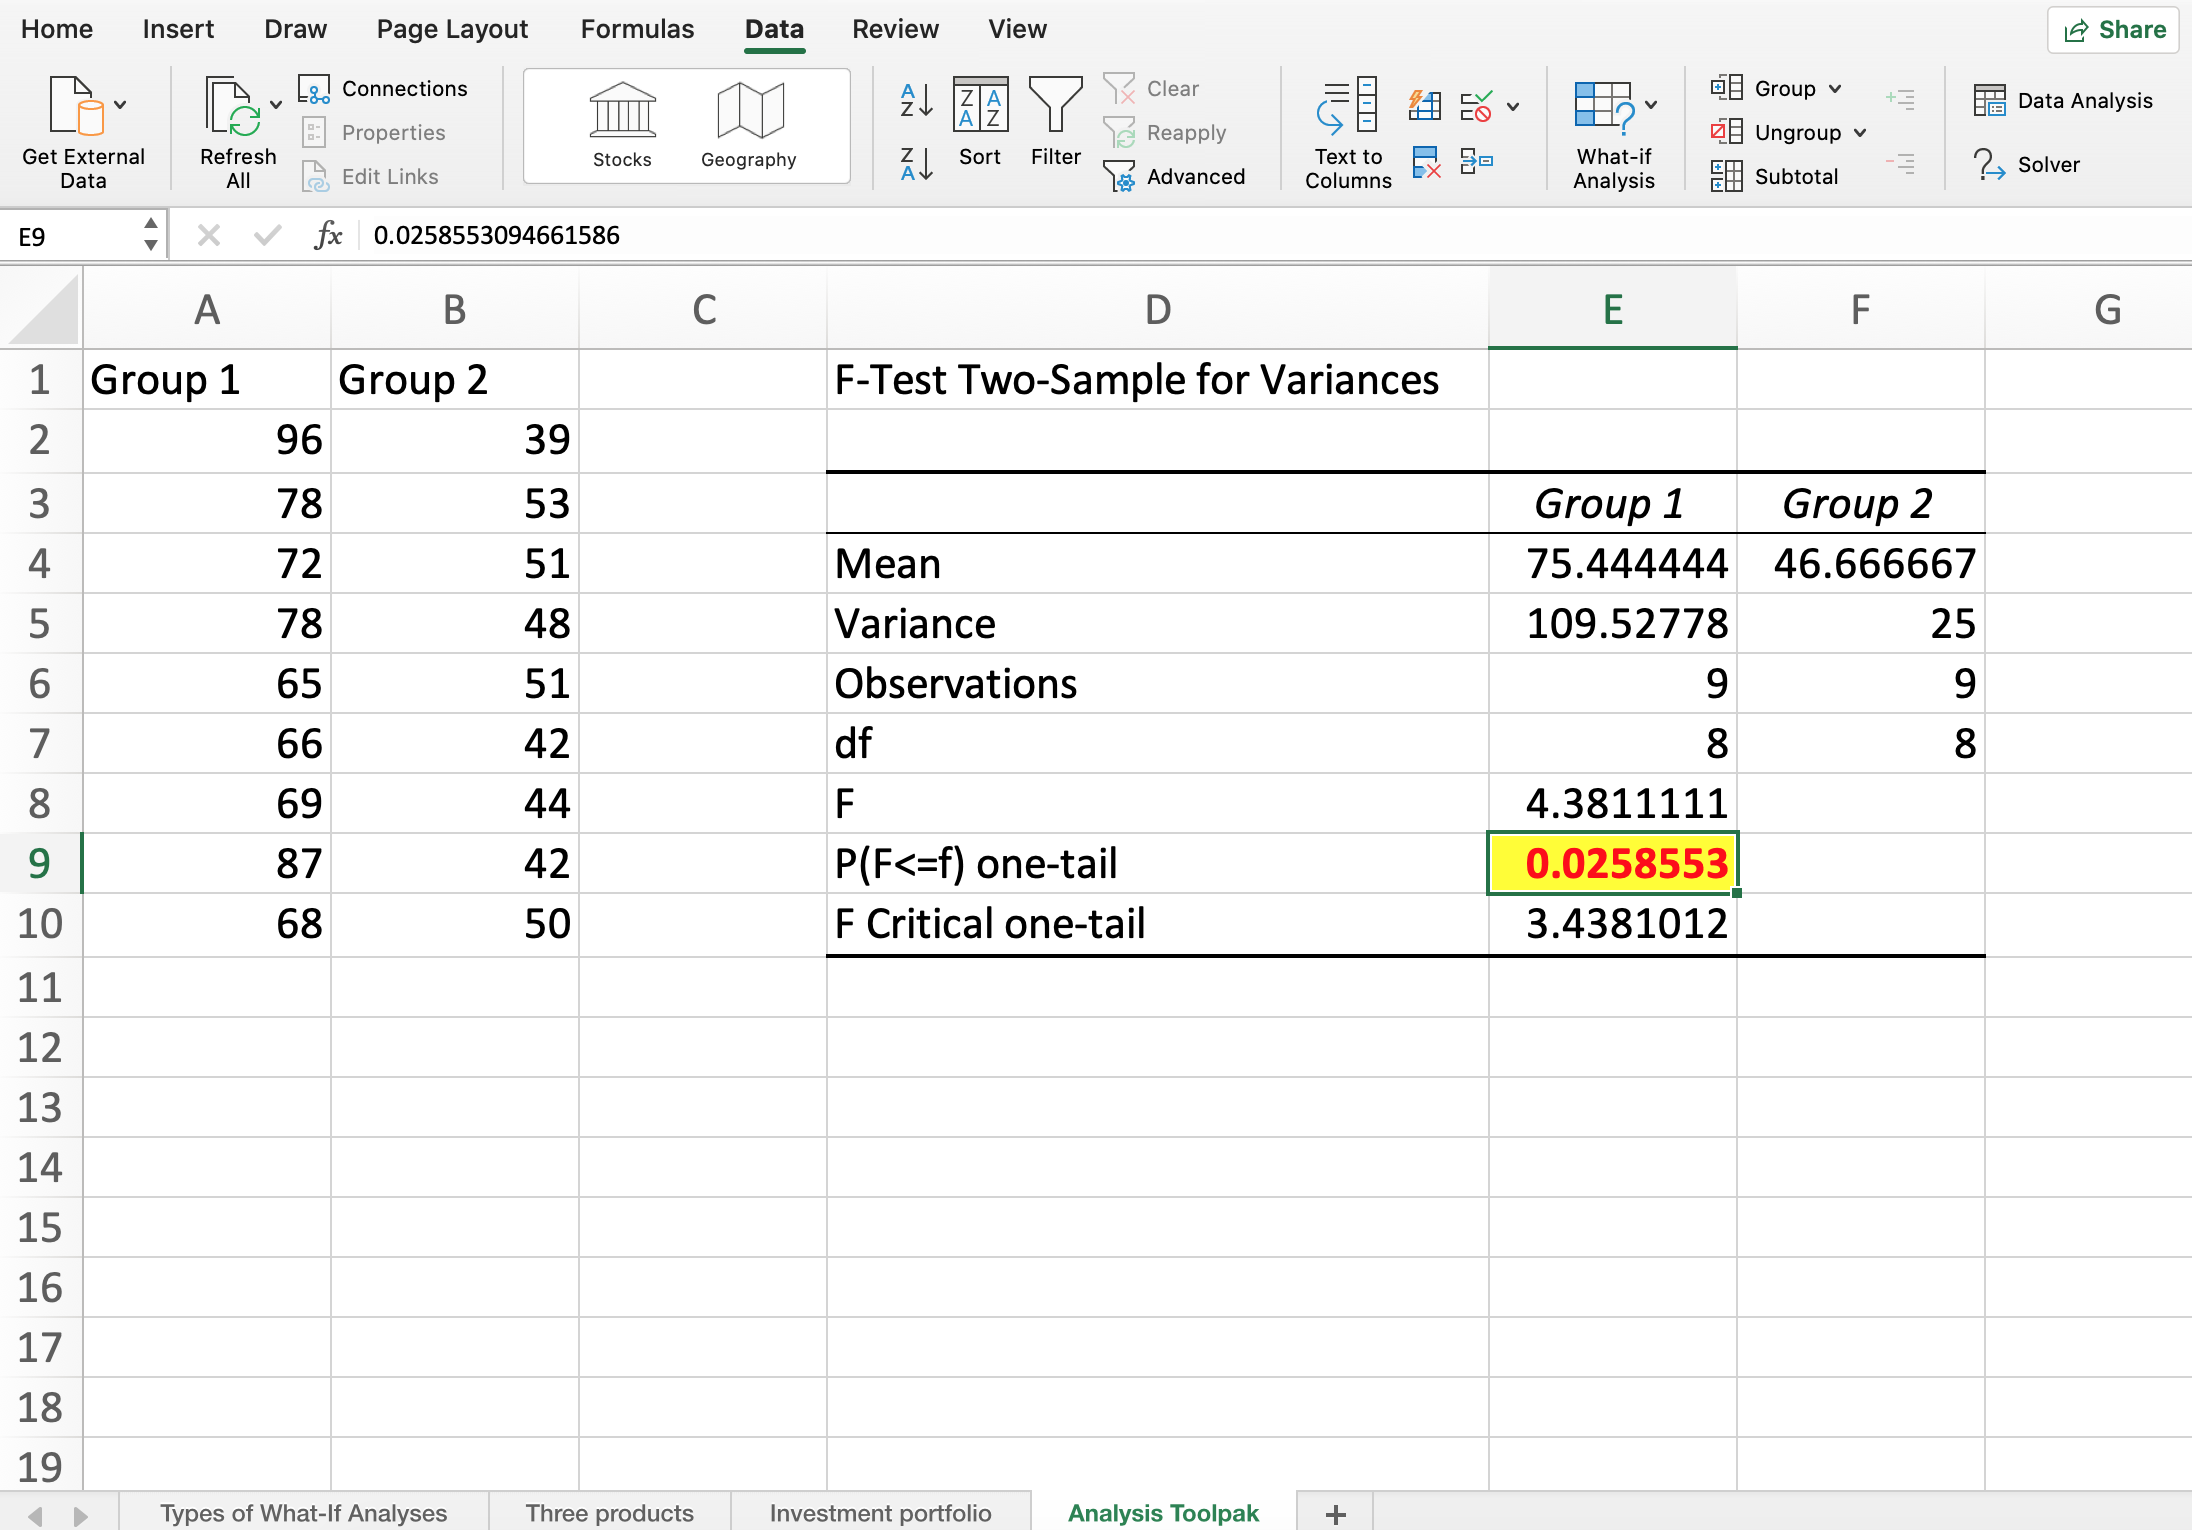 Home Insert Draw Page Layout Formulas Data Review View Share
Get External Data
Refresh All
Connections
Properties
Edit Links
Stocks
Geography
A Z
Z A
Z A A Z
Sort
Filter
Clear
Reapply
Advanced
Text to Columns
What-if Analysis
Group
Ungroup
Subtotal
Data Analysis
Solver
E9 fx 0.0258553094661586
A B C D E F G
1 Group 1 Group 2 F-Test Two-Sample for Variances
2 96 39
3 78 53 Group 1 Group 2
4 72 51 Mean 75.444444 46.666667
5 78 48 Variance 109.52778 25
6 65 51 Observations 9 9
7 66 42 df 8 8
8 69 44 F 4.3811111
9 87 42 P(F<=f) one-tail 0.0258553
10 68 50 F Critical one-tail 3.4381012
11
12
13
14
15
16
17
18
19
Types of What-If Analyses Three products Investment portfolio Analysis Toolpak +